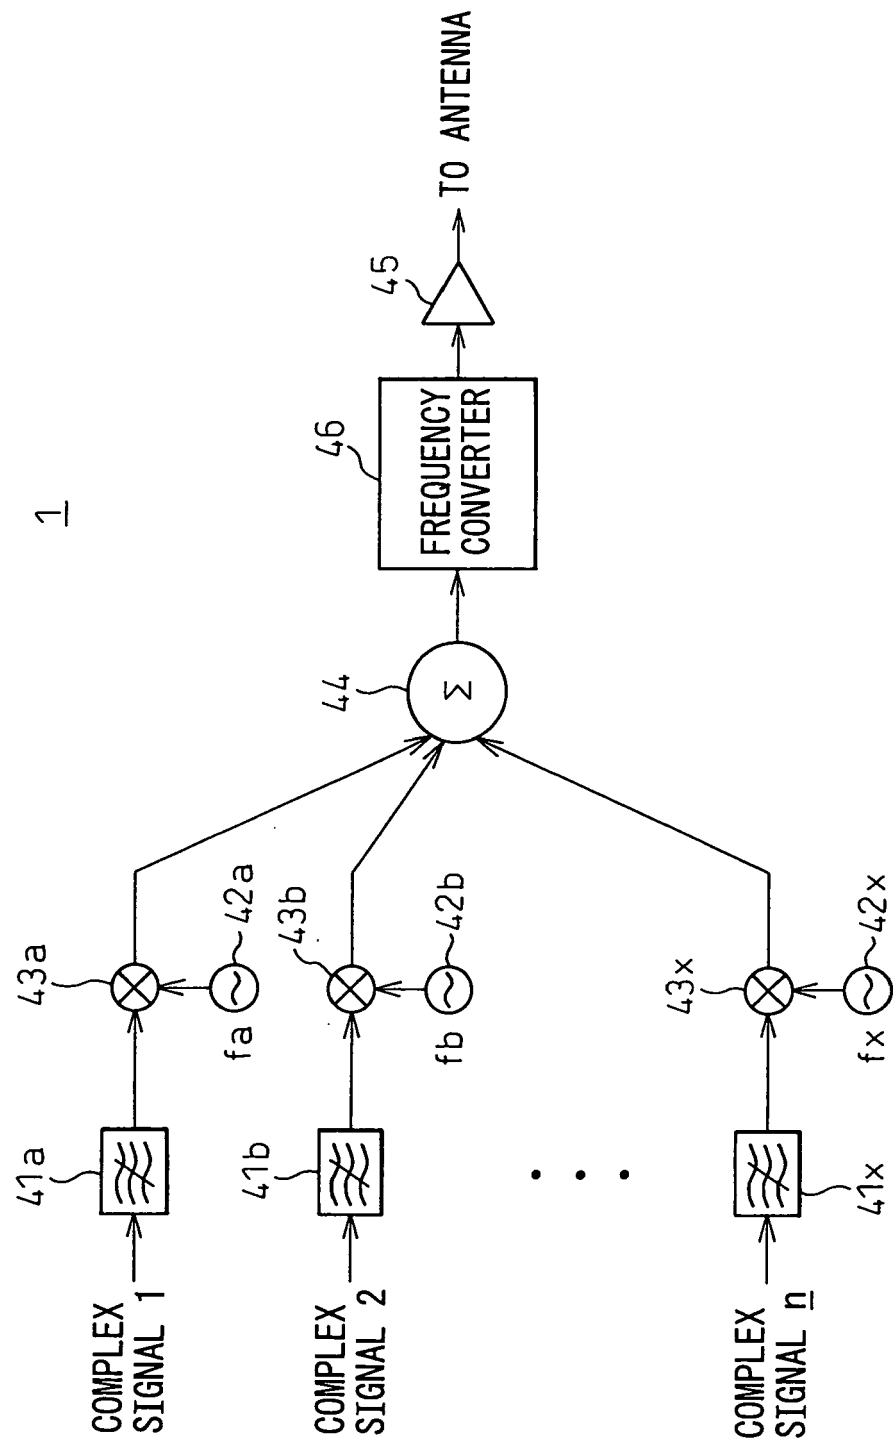 1
COMPLEX
SIGNAL 1
41a
43a
fa
42a
COMPLEX
SIGNAL 2
41b
43b
fb
42b
COMPLEX
SIGNAL n
41x
43x
fx
42x
44
Σ
46
FREQUENCY
CONVERTER
45
TO ANTENNA